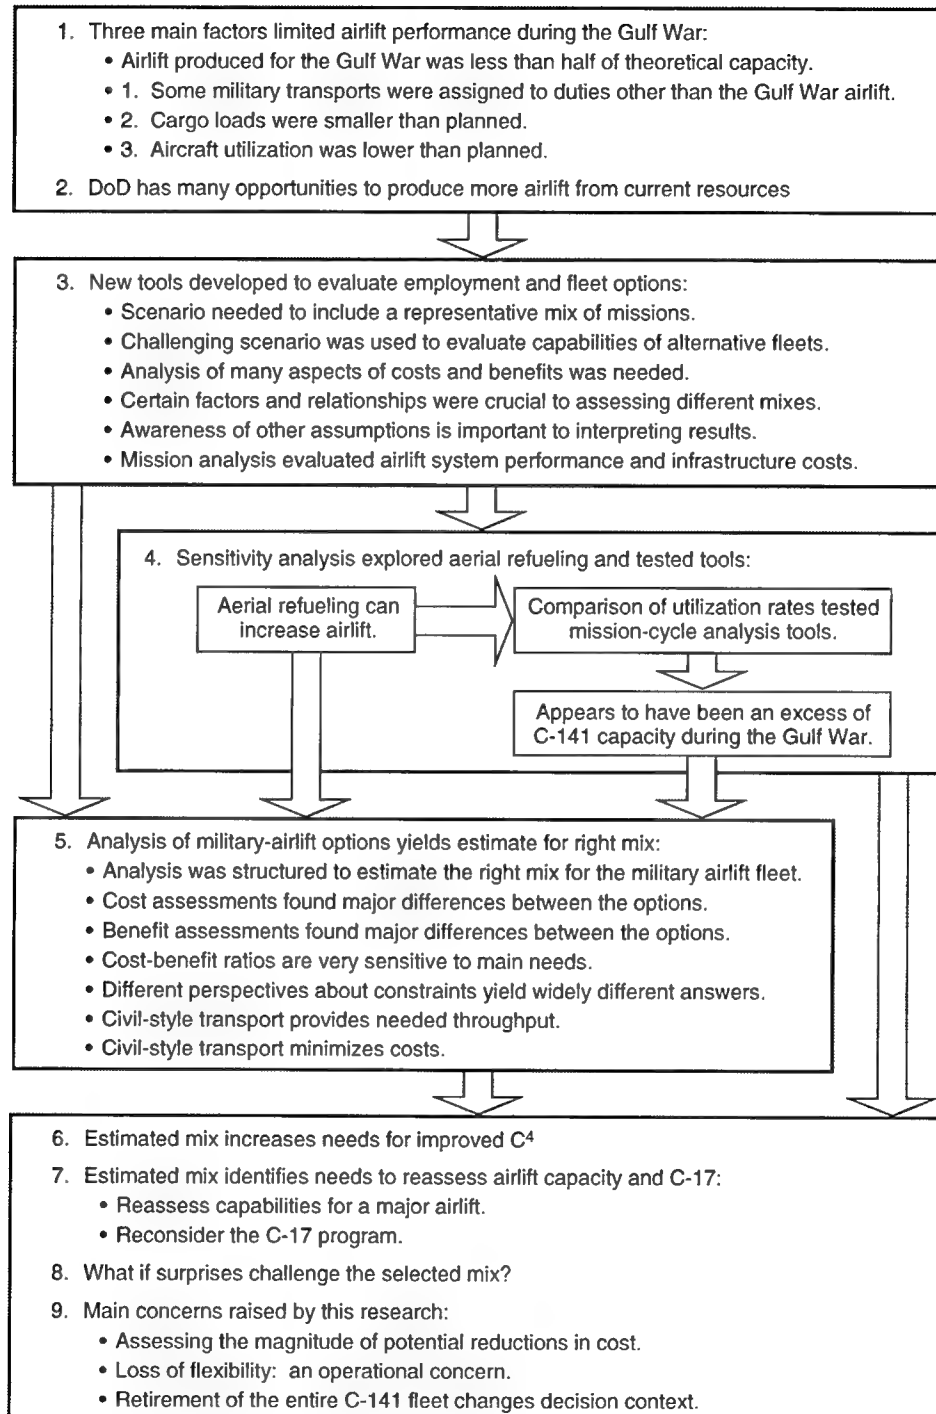 1. Three main factors limited airlift performance during the Gulf War:
• Airlift produced for the Gulf War was less than half of theoretical capacity.
• 1. Some military transports were assigned to duties other than the Gulf War airlift.
• 2. Cargo loads were smaller than planned.
• 3. Aircraft utilization was lower than planned.
2. DoD has many opportunities to produce more airlift from current resources
3. New tools developed to evaluate employment and fleet options:
• Scenario needed to include a representative mix of missions.
• Challenging scenario was used to evaluate capabilities of alternative fleets.
• Analysis of many aspects of costs and benefits was needed.
• Certain factors and relationships were crucial to assessing different mixes.
• Awareness of other assumptions is important to interpreting results.
• Mission analysis evaluated airlift system performance and infrastructure costs.
4. Sensitivity analysis explored aerial refueling and tested tools:
Aerial refueling can
increase airlift.
Comparison of utilization rates tested
mission-cycle analysis tools.
Appears to have been an excess of
C-141 capacity during the Gulf War.
5. Analysis of military-airlift options yields estimate for right mix:
• Analysis was structured to estimate the right mix for the military airlift fleet.
• Cost assessments found major differences between the options.
• Benefit assessments found major differences between the options.
• Cost-benefit ratios are very sensitive to main needs.
• Different perspectives about constraints yield widely different answers.
• Civil-style transport provides needed throughput.
• Civil-style transport minimizes costs.
6. Estimated mix increases needs for improved C⁴
7. Estimated mix identifies needs to reassess airlift capacity and C-17:
• Reassess capabilities for a major airlift.
• Reconsider the C-17 program.
8. What if surprises challenge the selected mix?
9. Main concerns raised by this research:
• Assessing the magnitude of potential reductions in cost.
• Loss of flexibility: an operational concern.
• Retirement of the entire C-141 fleet changes decision context.